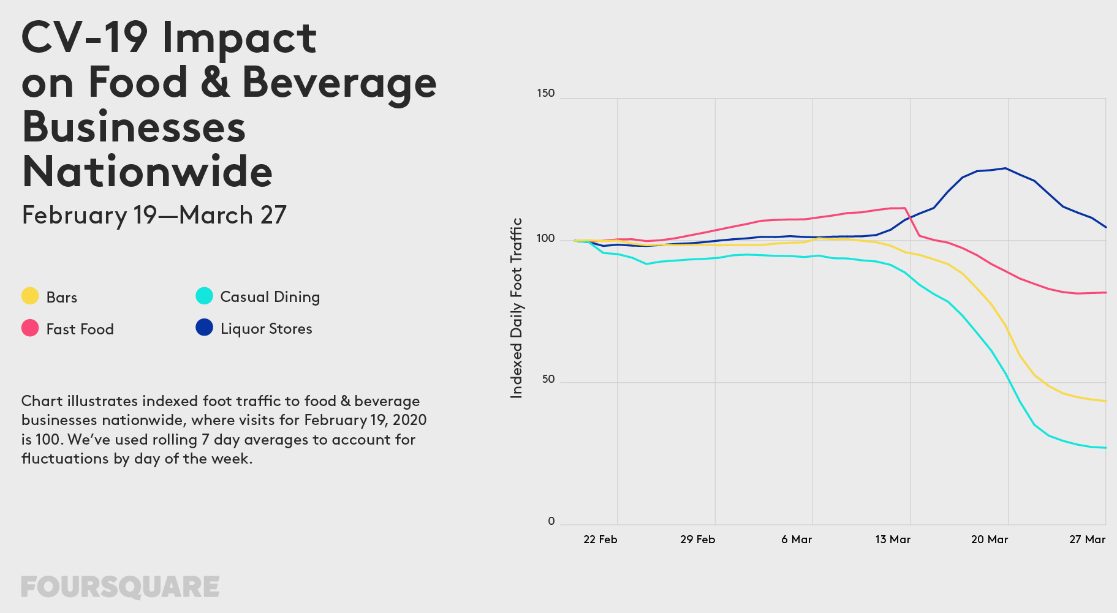 CV-19 Impact
on Food & Beverage
Businesses
Nationwide
February 19—March 27
Bars
Casual Dining
Fast Food
Liquor Stores
Chart illustrates indexed foot traffic to food & beverage
businesses nationwide, where visits for February 19, 2020
is 100. We've used rolling 7 day averages to account for
fluctuations by day of the week.
FOURSQUARE
Indexed Daily Foot Traffic
150
100
50
0
22 Feb
29 Feb
6 Mar
13 Mar
20 Mar
27 Mar